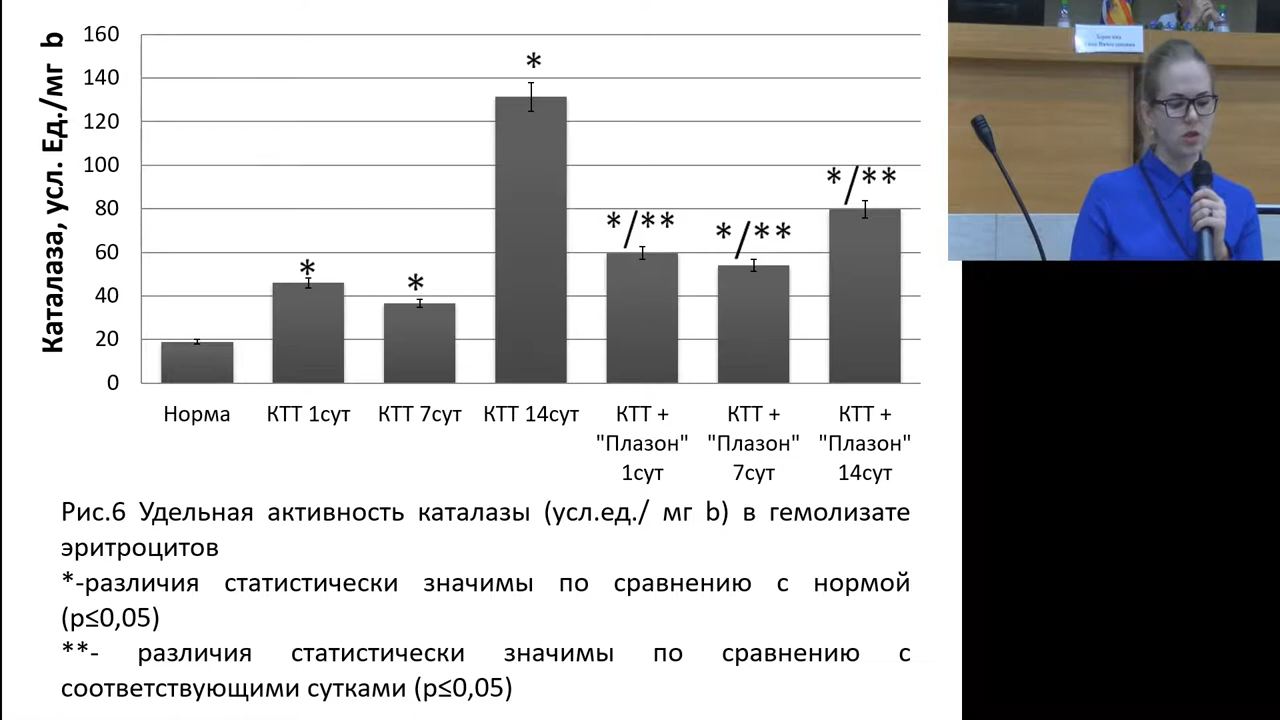 Каталаза, усл. Ед./мг b
160
140
120
100
80
60
40
20
0
*
*
*
*/**
*/**
*/**
Норма
КТТ 1сут
КТТ 7сут
КТТ 14сут
КТТ +
"Плазон"
1сут
КТТ +
"Плазон"
7сут
КТТ +
"Плазон"
14сут
Рис.6 Удельная активность каталазы (усл.ед./ мг b) в гемолизате
эритроцитов
*-различия статистически значимы по сравнению с нормой
(p≤0,05)
**- различия статистически значимы по сравнению с
соответствующими сутками (p≤0,05)